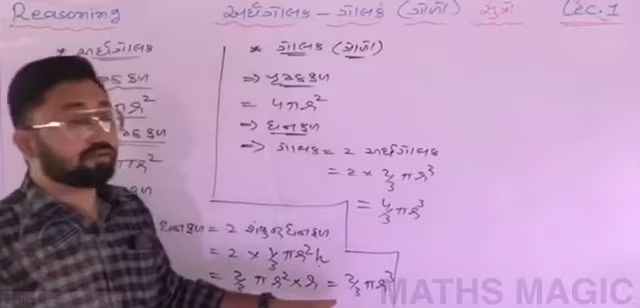 Reasoning અર્ધગોલક - ગોલક (ગોળો) સૂત્રો Lec.1
* અર્ધગોલક
* ગોલક (ગોળો)
⇒ પૃષ્ઠફળ
= 4πr²
⇒ ઘનફળ
⇒ ગોલક = 2 અર્ધગોલક
= 2 × 2/3 πr³
= 4/3 πr³
ઘનફળ = 2 શંકુનું ઘનફળ
= 2 × 1/3 πr²h
= 2/3 πr² × r = 2/3 πr³
MATHS MAGIC